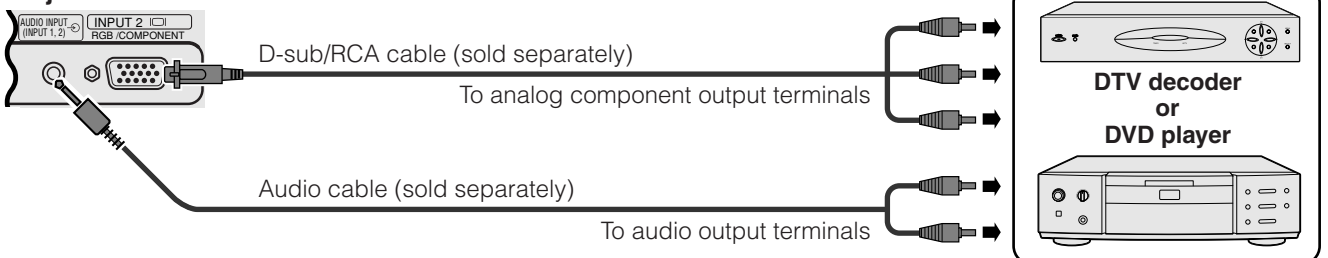 AUDIO INPUT
(INPUT 1, 2)
INPUT 2
RGB /COMPONENT
D-sub/RCA cable (sold separately)
To analog component output terminals
DTV decoder
or
DVD player
Audio cable (sold separately)
To audio output terminals